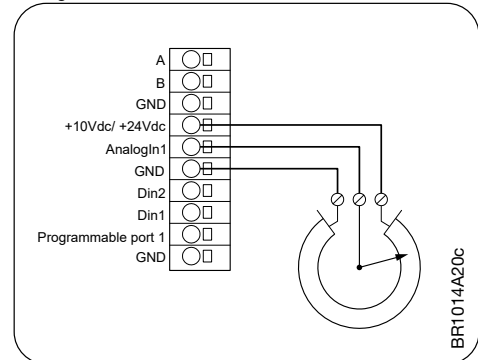 A
B
GND
+10Vdc/ +24Vdc
AnalogIn1
GND
Din2
Din1
Programmable port 1
GND
BR1014A20c